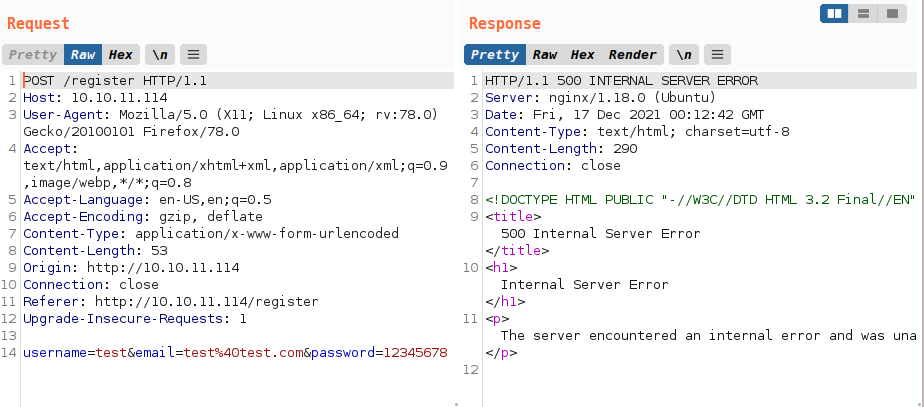 Request
Pretty Raw Hex \n
1 POST /register HTTP/1.1
2 Host: 10.10.11.114
3 User-Agent: Mozilla/5.0 (X11; Linux x86_64; rv:78.0)
Gecko/20100101 Firefox/78.0
4 Accept:
text/html,application/xhtml+xml,application/xml;q=0.9
,image/webp,*/*;q=0.8
5 Accept-Language: en-US,en;q=0.5
6 Accept-Encoding: gzip, deflate
7 Content-Type: application/x-www-form-urlencoded
8 Content-Length: 53
9 Origin: http://10.10.11.114
10 Connection: close
11 Referer: http://10.10.11.114/register
12 Upgrade-Insecure-Requests: 1
13
14 username=test&email=test%40test.com&password=12345678
Response
Pretty Raw Hex Render \n
1 HTTP/1.1 500 INTERNAL SERVER ERROR
2 Server: nginx/1.18.0 (Ubuntu)
3 Date: Fri, 17 Dec 2021 00:12:42 GMT
4 Content-Type: text/html; charset=utf-8
5 Content-Length: 290
6 Connection: close
7
8 <!DOCTYPE HTML PUBLIC "-//W3C//DTD HTML 3.2 Final//EN"
9 <title>
500 Internal Server Error
</title>
10 <h1>
Internal Server Error
</h1>
11 <p>
The server encountered an internal error and was una
</p>
12